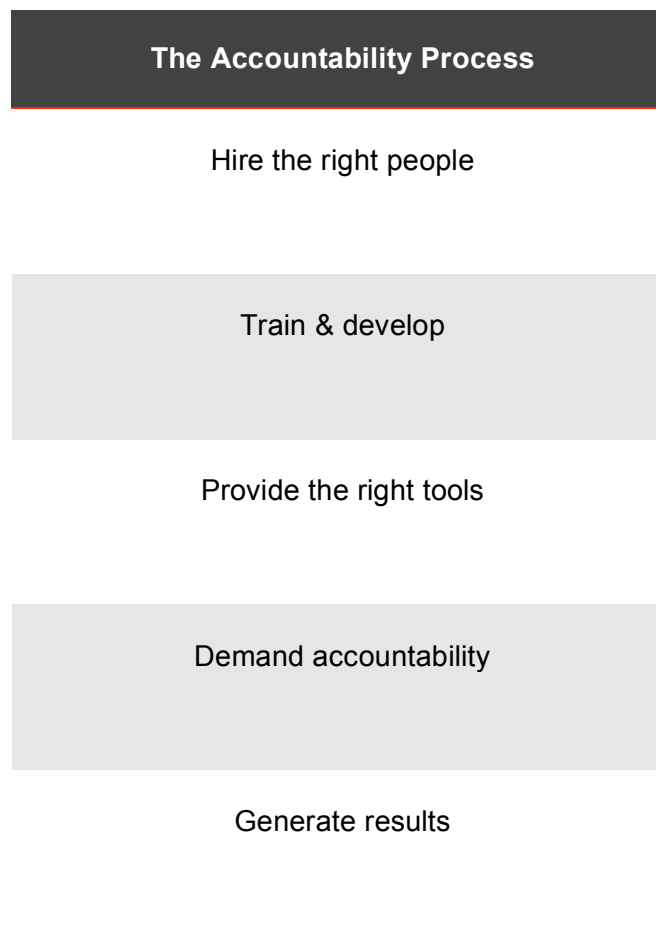 The Accountability Process
Hire the right people
Train & develop
Provide the right tools
Demand accountability
Generate results